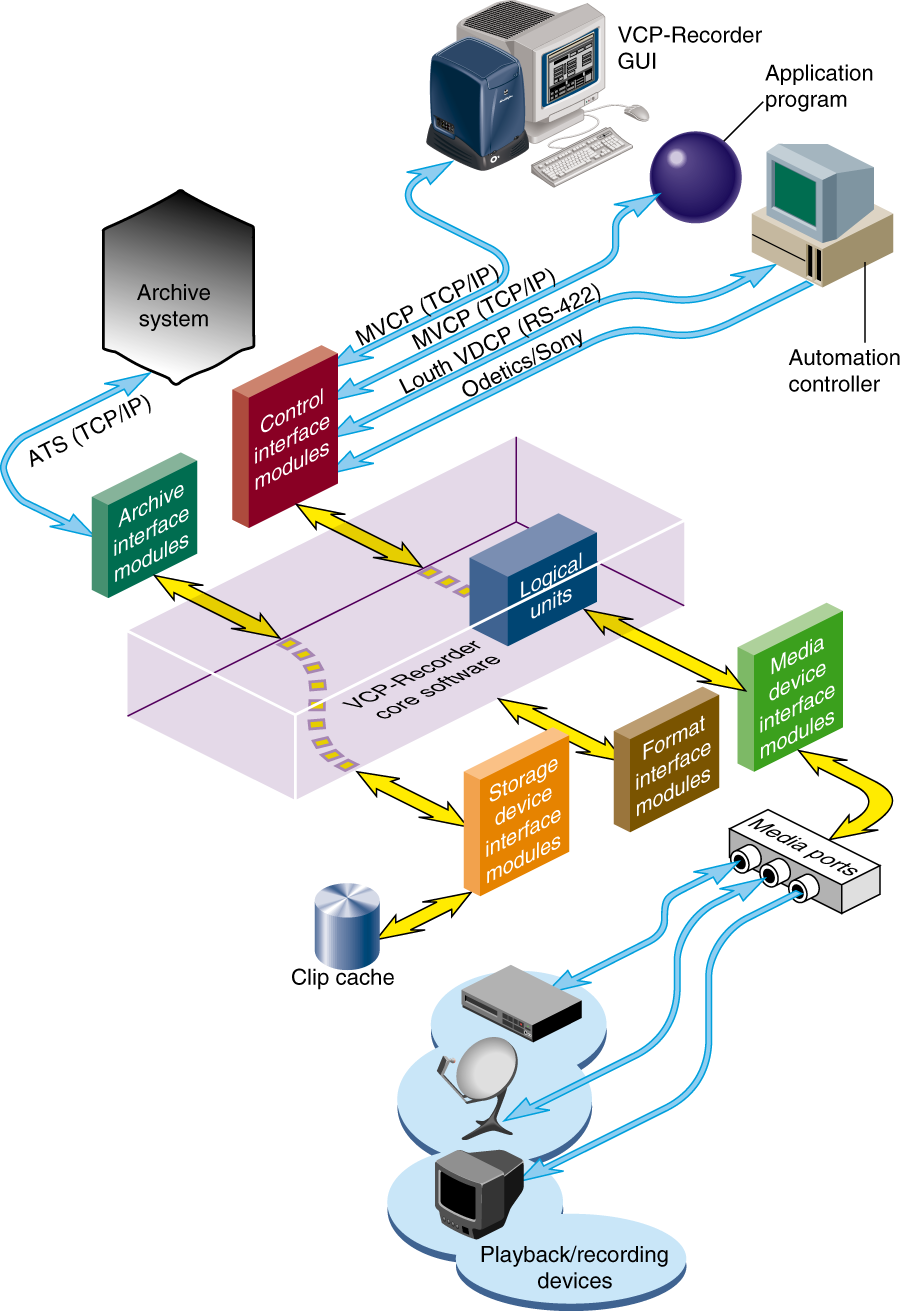 VCP-Recorder
GUI
Application
program
Archive
system
MVCP (TCP/IP)
MVCP (TCP/IP)
Louth VDCP (RS-422)
Odetics/Sony
Automation
controller
ATS (TCP/IP)
Control
interface
modules
Archive
interface
modules
Logical
units
VCP-Recorder
core software
Media
device
interface
modules
Format
interface
modules
Storage
device
interface
modules
Media ports
Clip cache
Playback/recording
devices